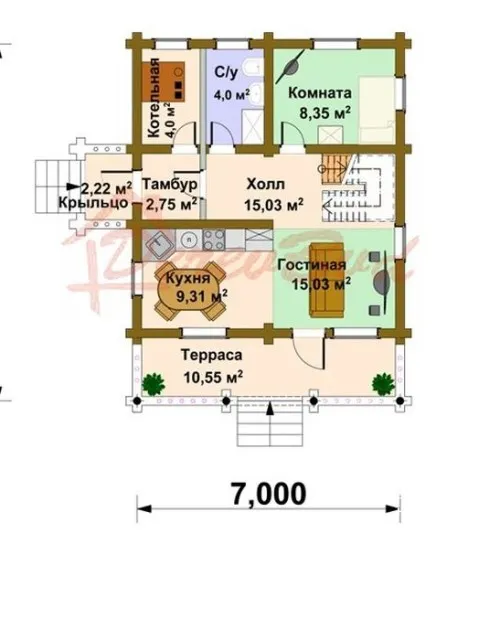 Котельная
4,0 м²
С/у
4,0 м²
Комната
8,35 м²
2,22 м²
Крыльцо
Тамбур
2,75 м²
Холл
15,03 м²
Кухня
9,31 м²
Гостиная
15,03 м²
Терраса
10,55 м²
7,000